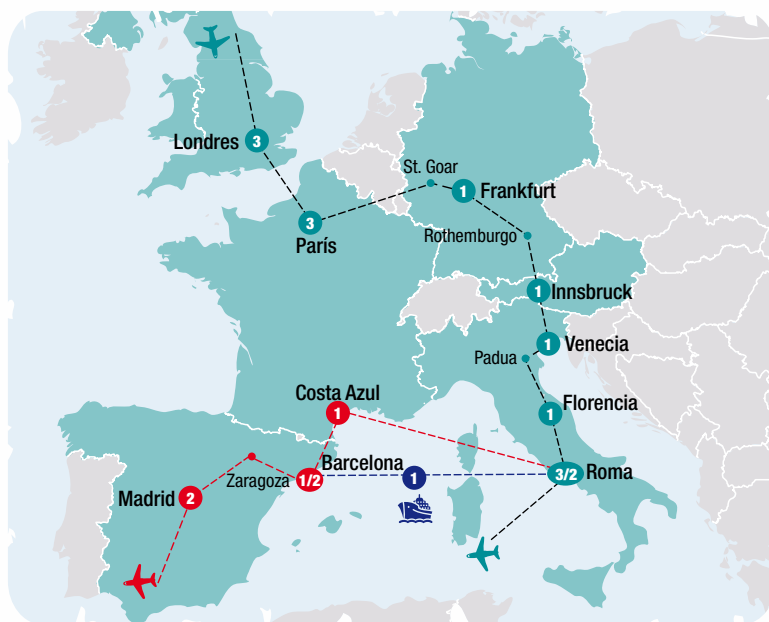 Londres 3
St. Goar
1 Frankfurt
3
París
Rothemburgo
1 Innsbruck
1 Venecia
Padua
Costa Azul
1
1 Florencia
Barcelona
Zaragoza 1/2
1
3/2 Roma
Madrid 2